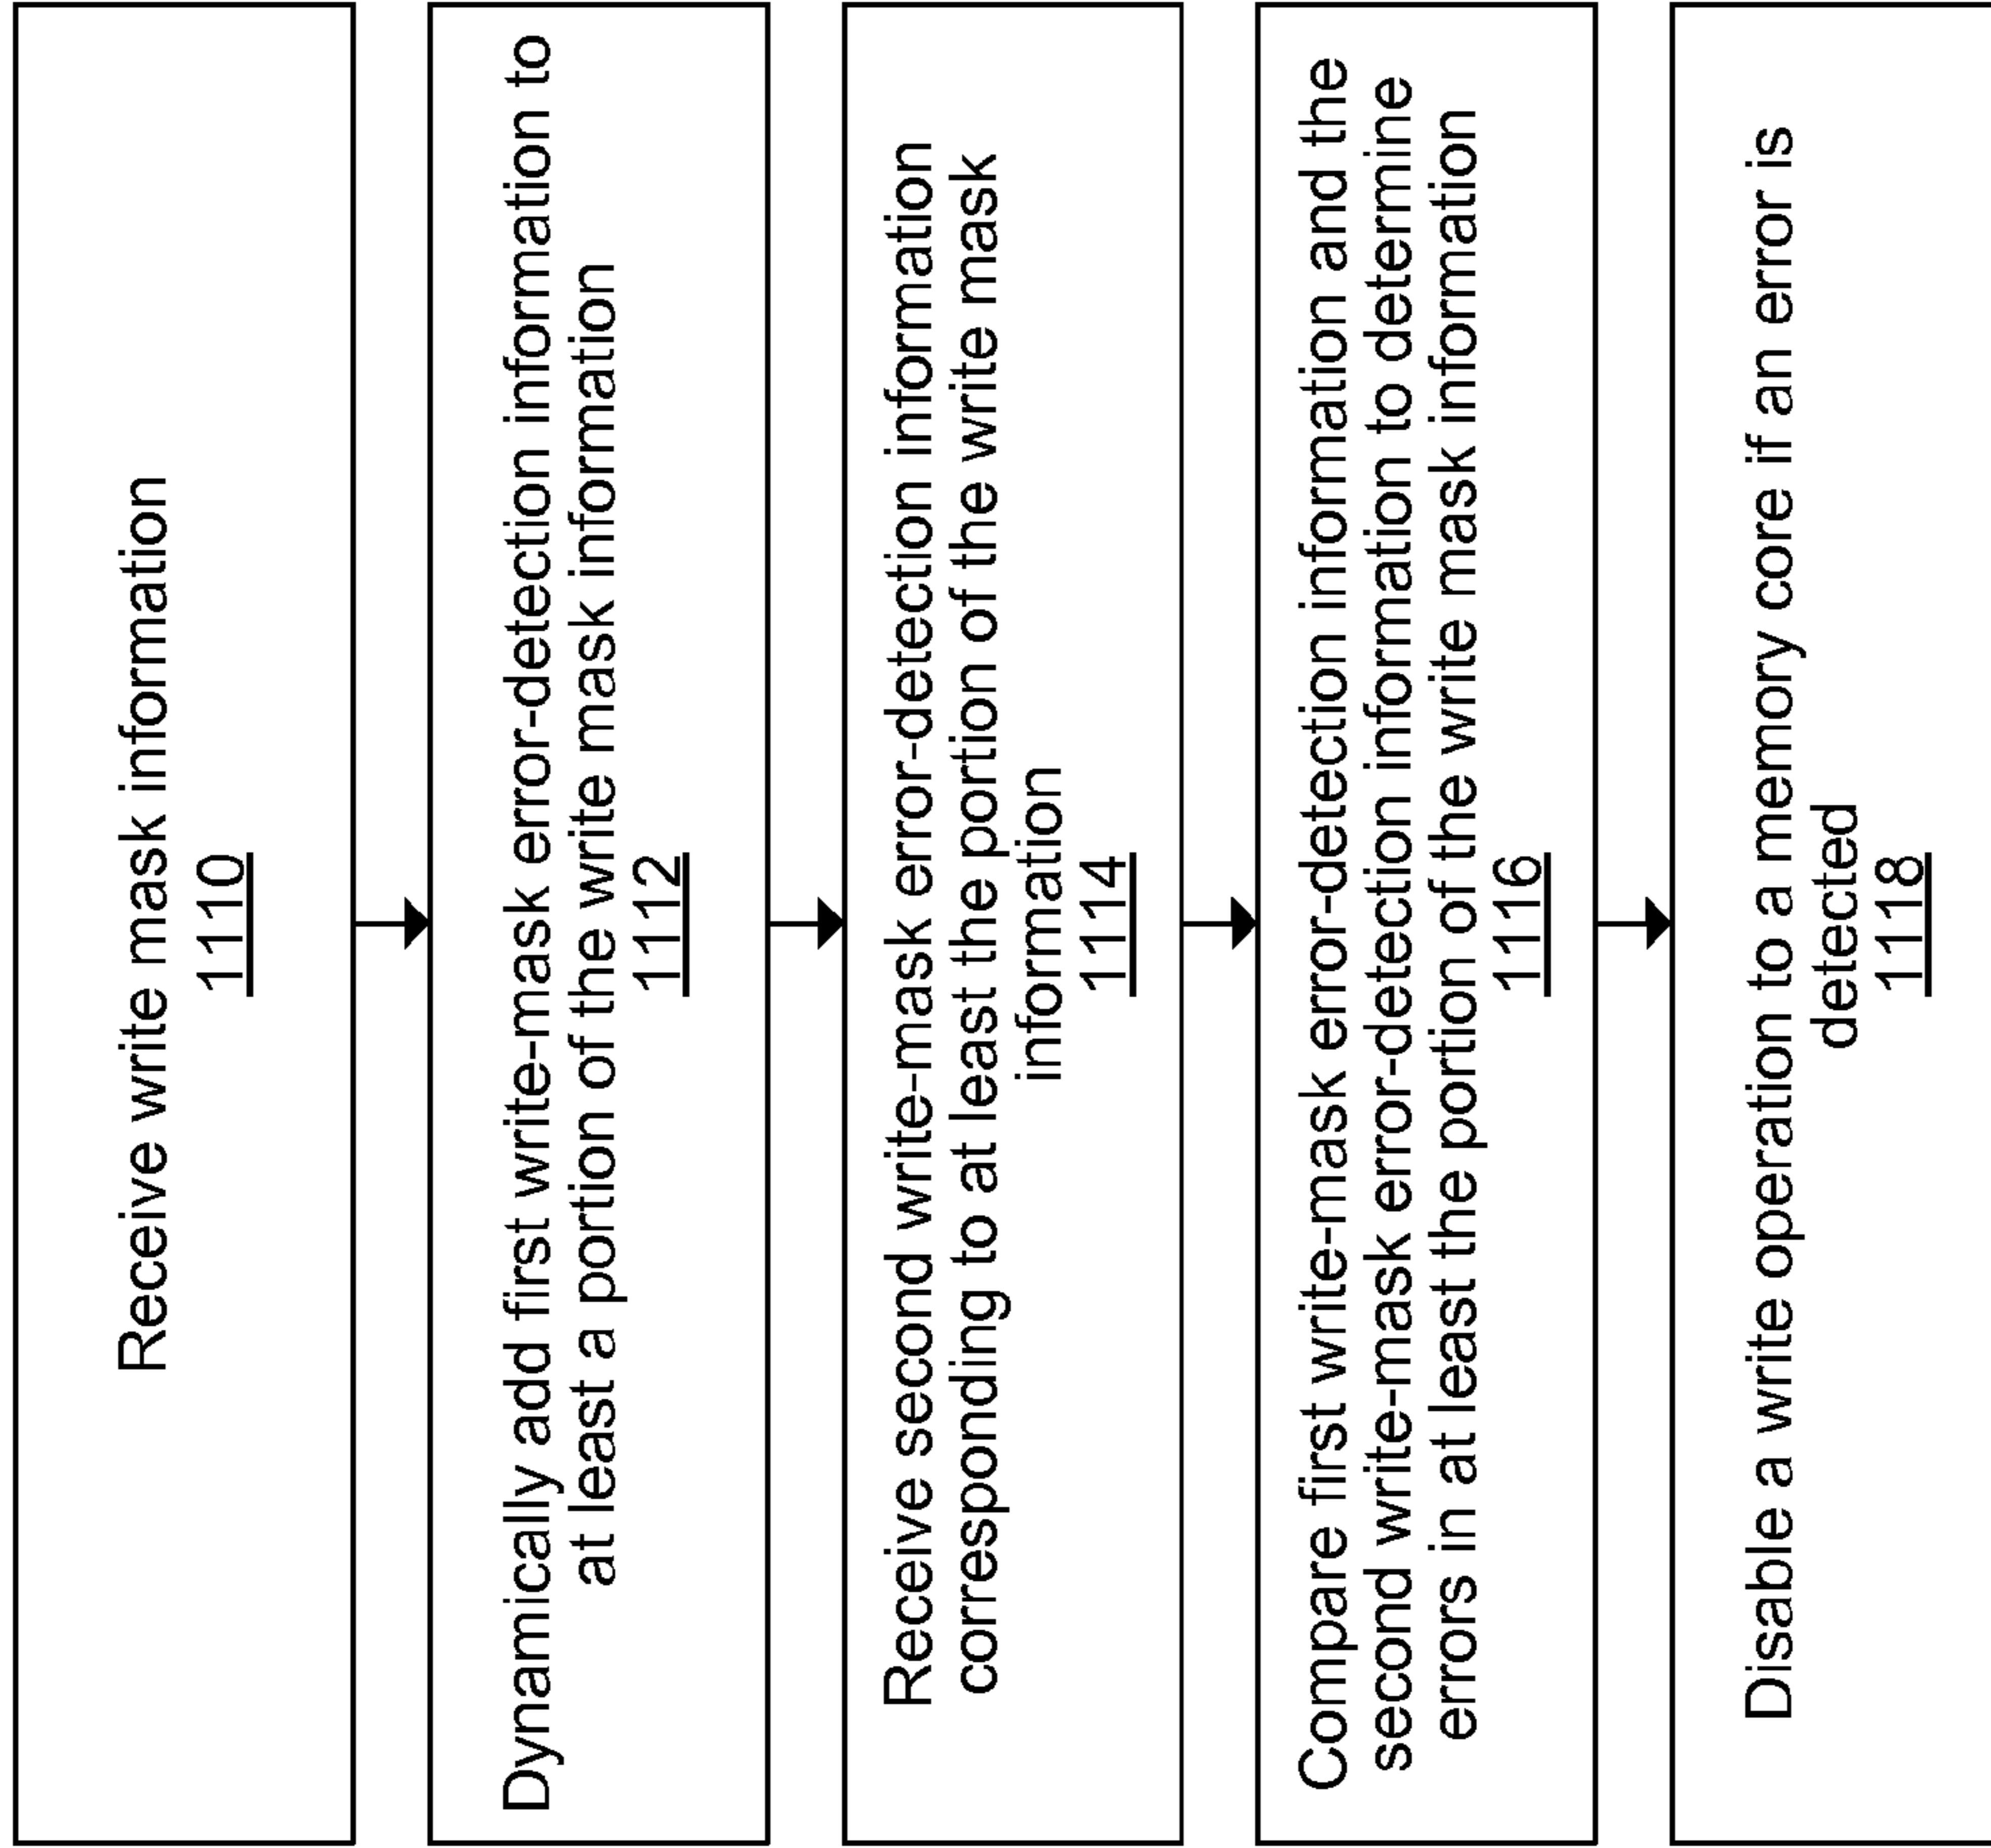 Receive write mask information
1110
Dynamically add first write-mask error-detection information to
at least a portion of the write mask information
1112
Receive second write-mask error-detection information
corresponding to at least the portion of the write mask
information
1114
Compare first write-mask error-detection information and the
second write-mask error-detection information to determine
errors in at least the portion of the write mask information
1116
Disable a write operation to a memory core if an error is
detected
1118